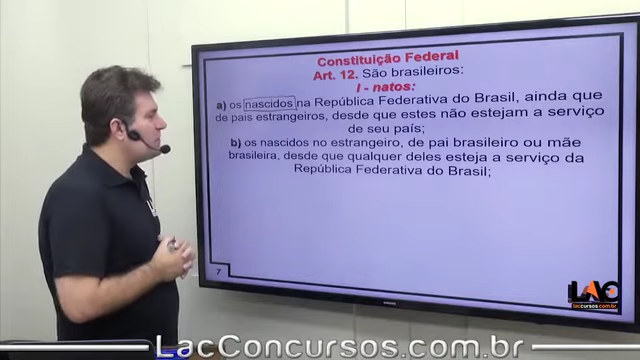 Constituição Federal
Art. 12. São brasileiros:
I - natos:
a) os nascidos na República Federativa do Brasil, ainda que
de pais estrangeiros, desde que estes não estejam a serviço
de seu país;
b) os nascidos no estrangeiro, de pai brasileiro ou mãe
brasileira, desde que qualquer deles esteja a serviço da
República Federativa do Brasil;
7
LAC
laccursos.com.br
LacConcursos.com.br